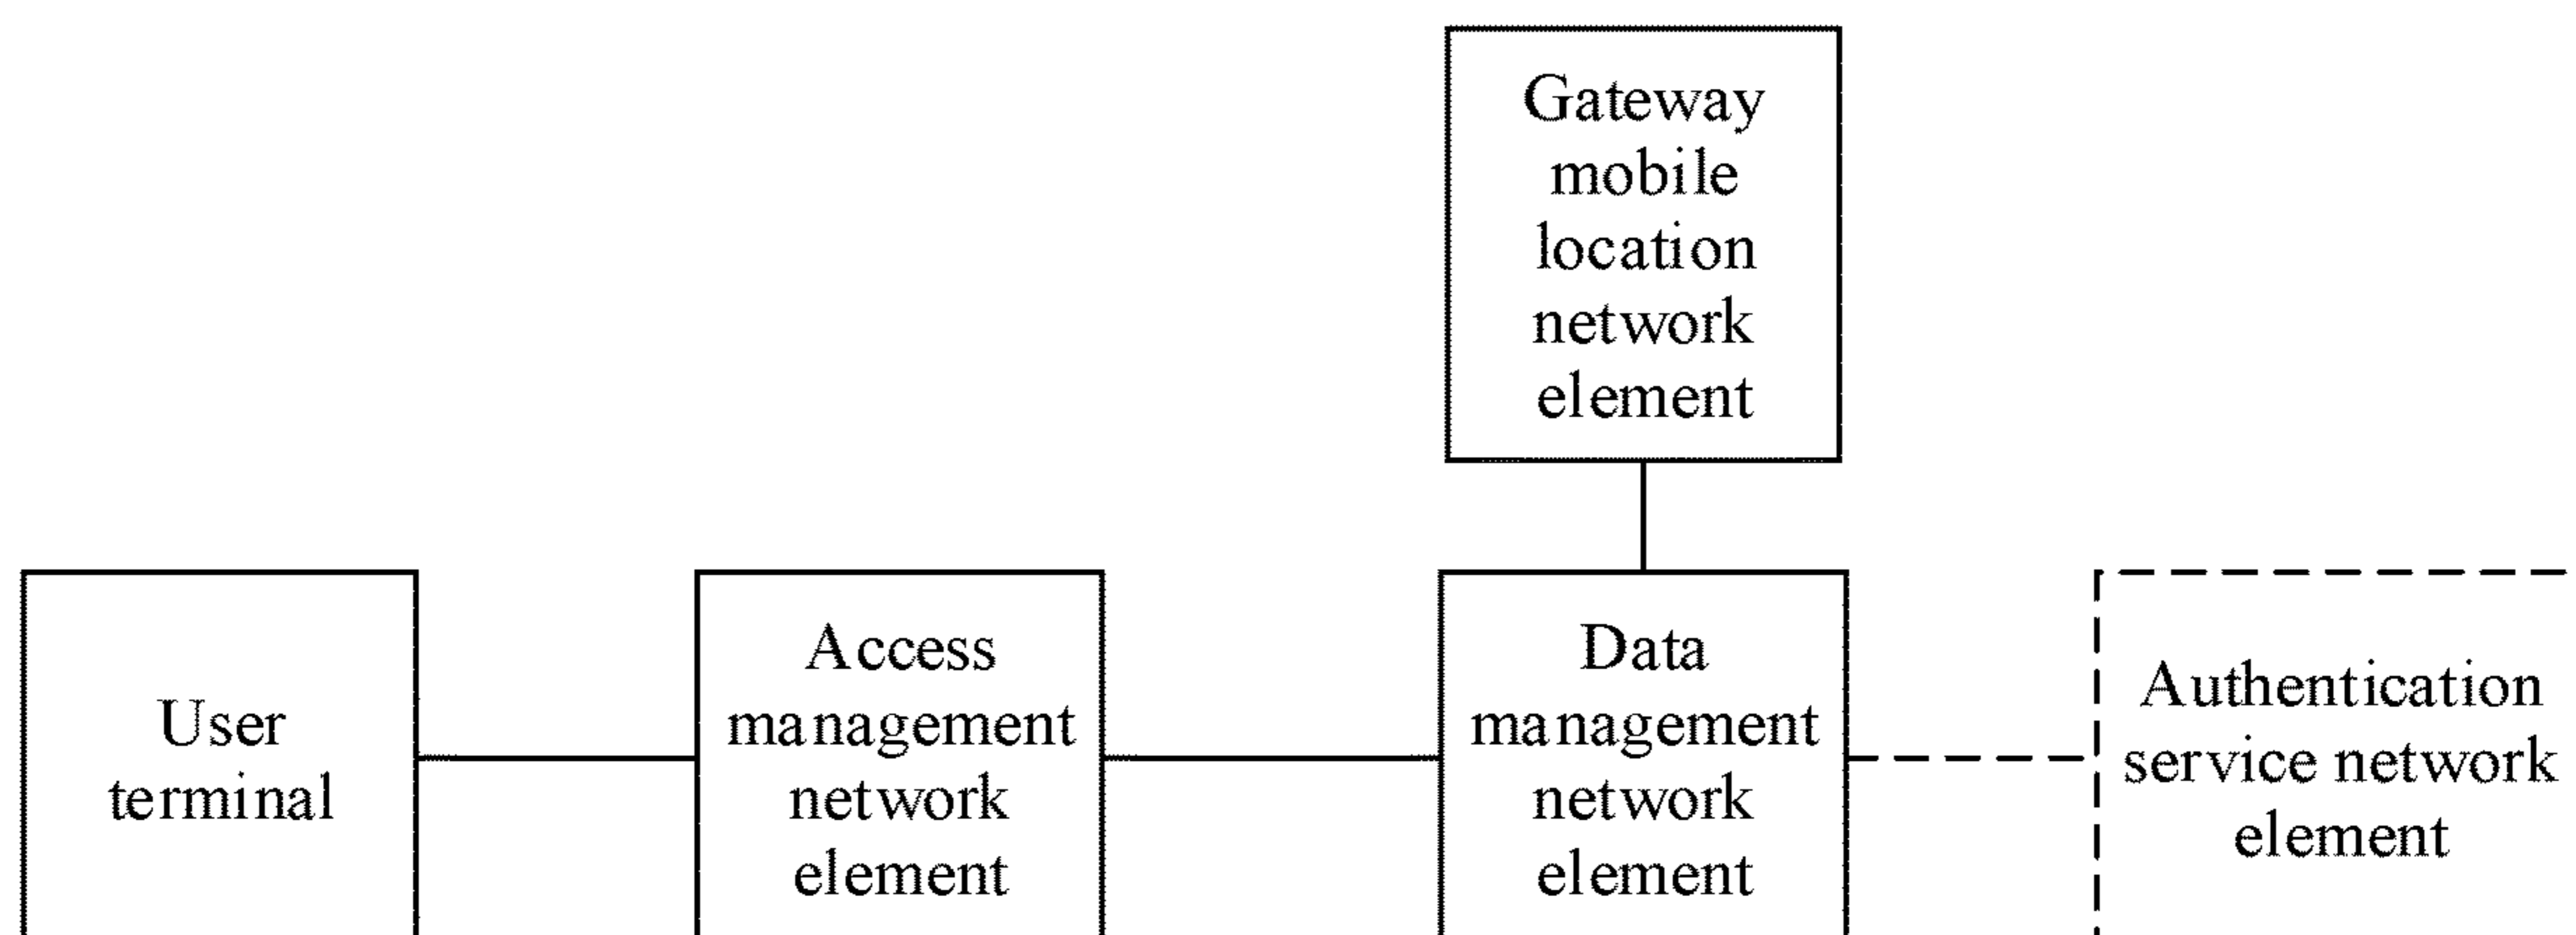 Gateway
mobile
location
network
element
User
terminal
Access
management
network
element
Data
management
network
element
Authentication
service network
element